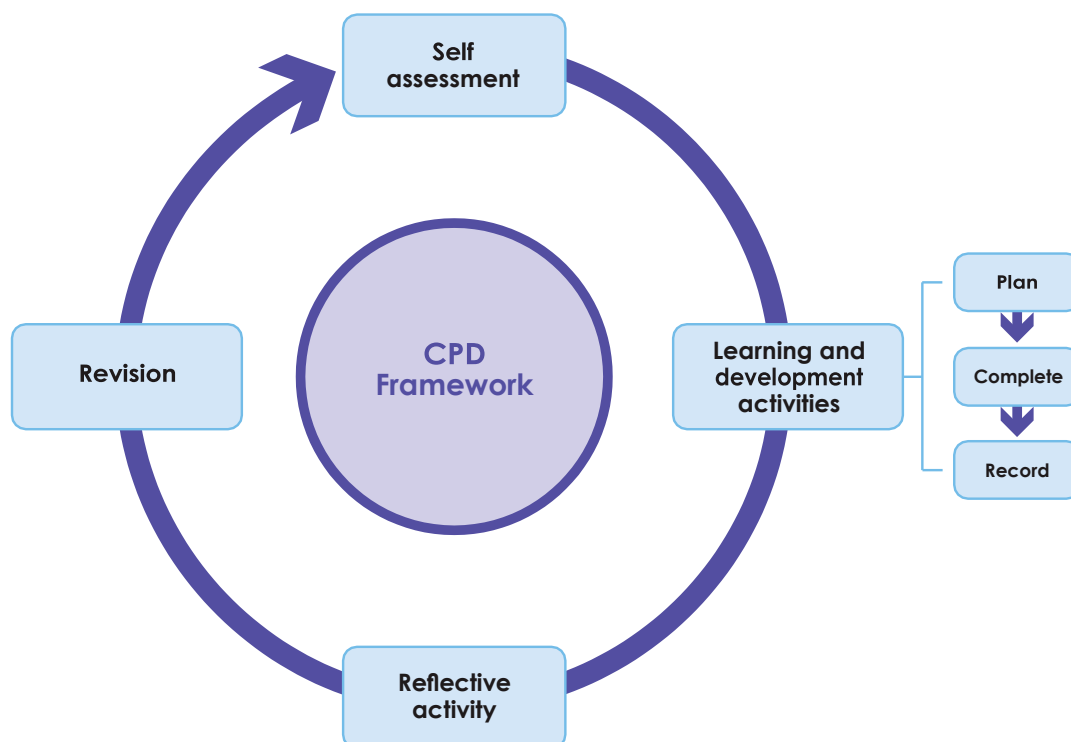 Self
assessment
Learning and
development
activities
Plan
Complete
Record
Reflective
activity
Revision
CPD
Framework